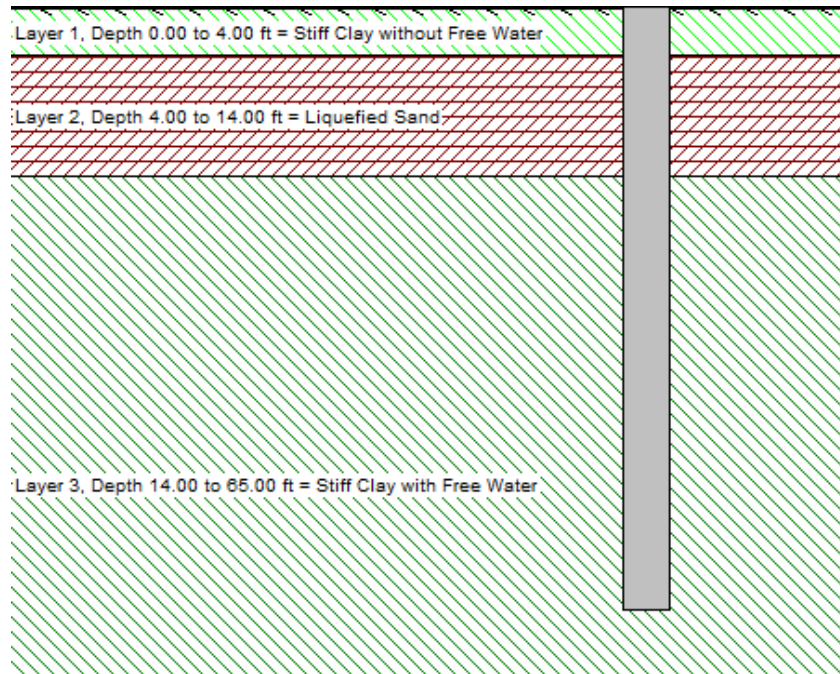 Layer 1, Depth 0.00 to 4.00 ft = Stiff Clay without Free Water
Layer 2, Depth 4.00 to 14.00 ft = Liquefied Sand
Layer 3, Depth 14.00 to 65.00 ft = Stiff Clay with Free Water